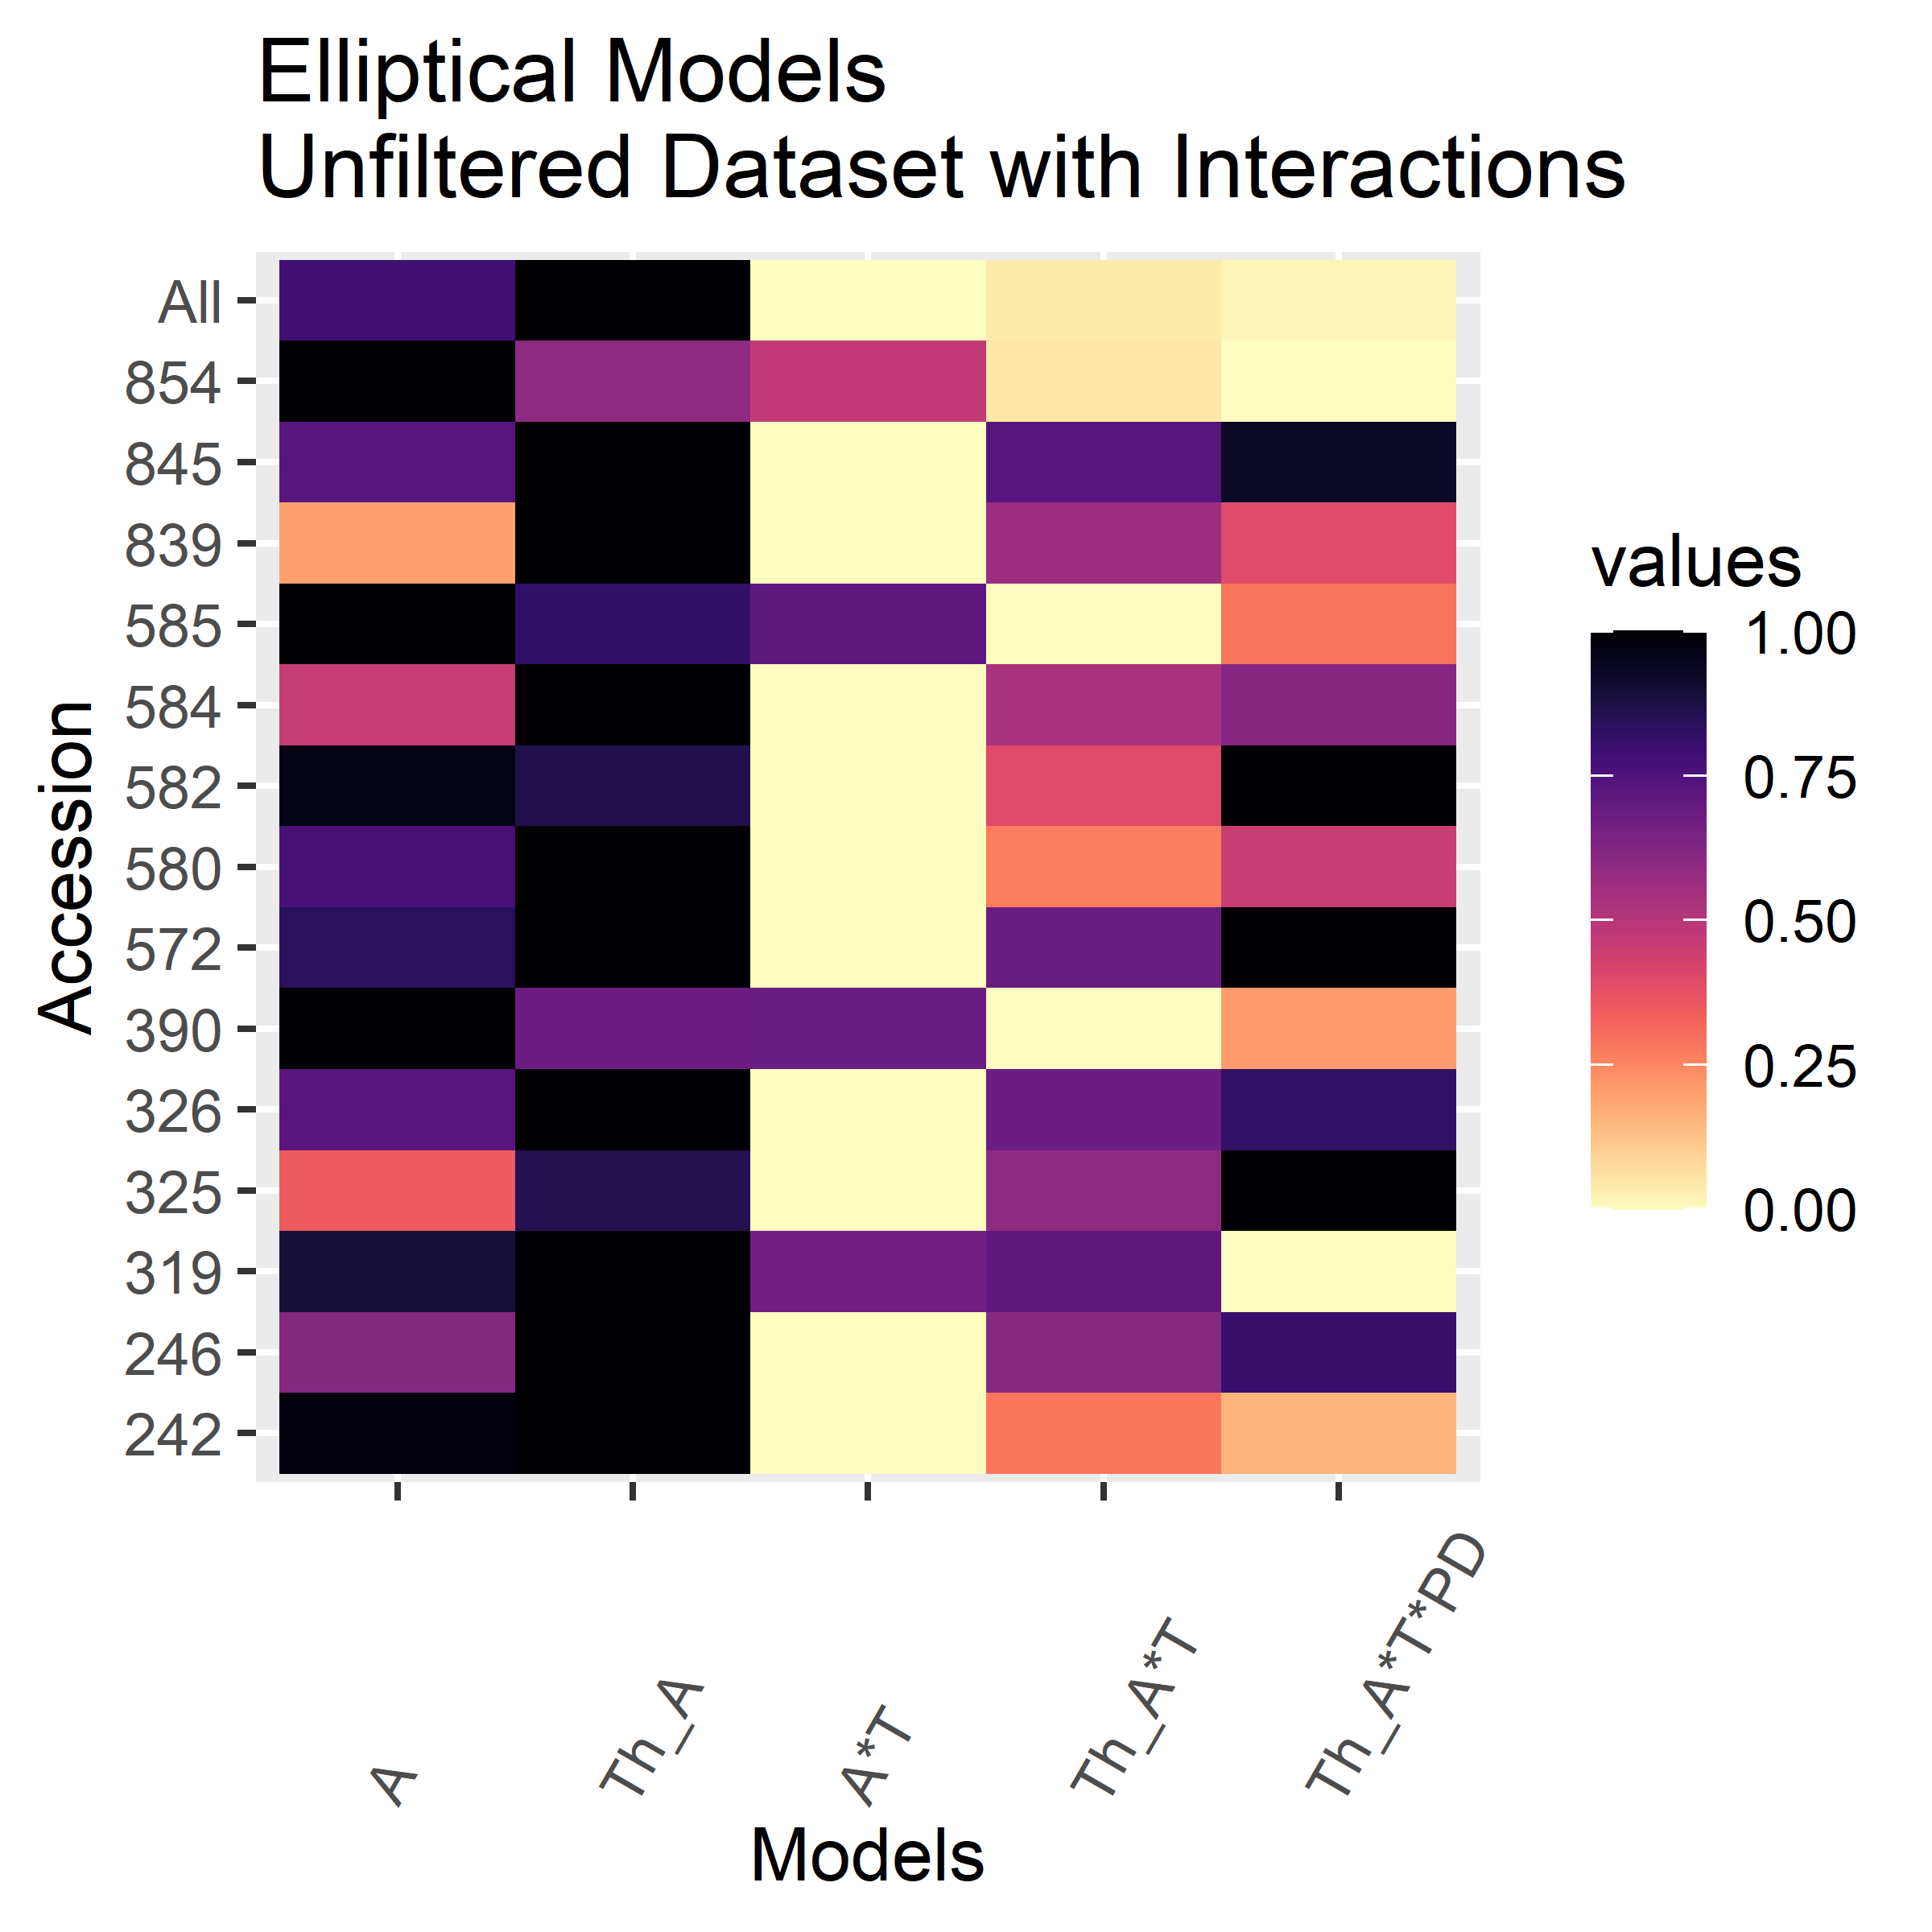 Elliptical Models
Unfiltered Dataset with Interactions
All
854
845
839
585
584
582
580
572
390
326
325
319
246
242
Accession
A
Th_A
A*T
Th_A*T
Th_A*T*PD
Models
values
1.00
0.75
0.50
0.25
0.00